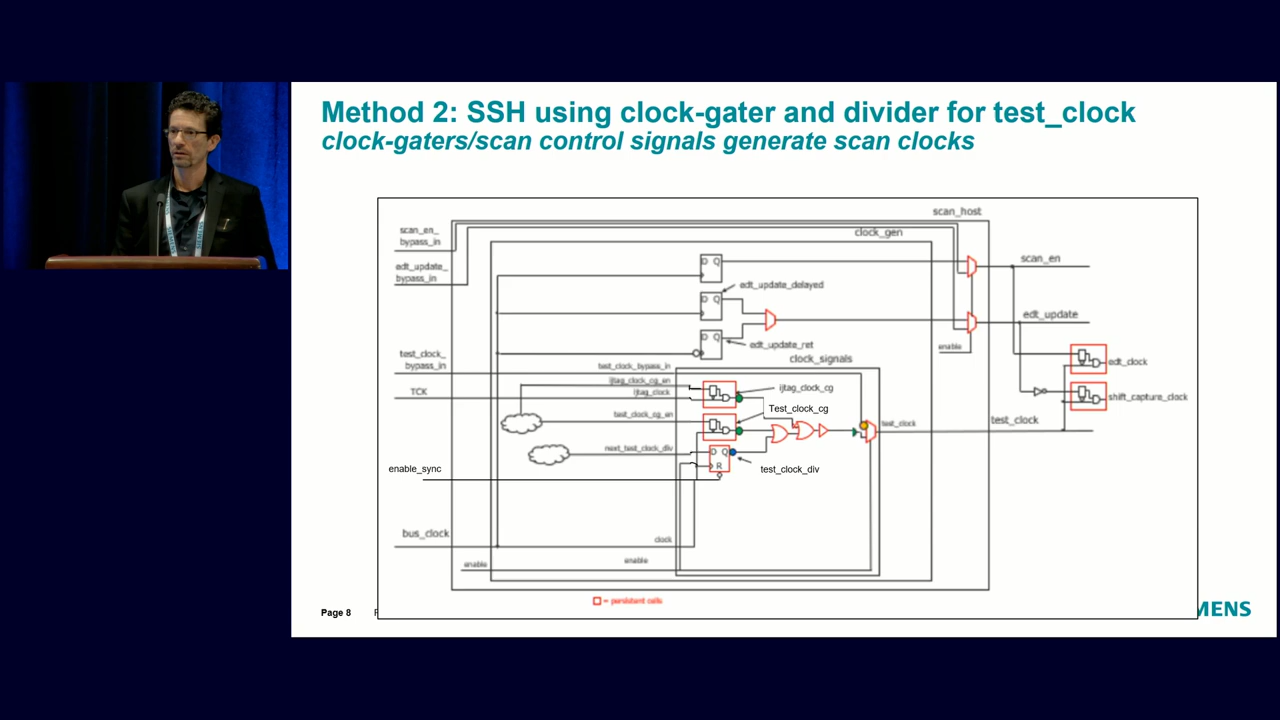 Method 2: SSH using clock-gater and divider for test_clock
clock-gaters/scan control signals generate scan clocks
scan_host
scan_en_
bypass_in
clock_gen
edt_update_
bypass_in
D Q
scan_en
edt_update_delayed
D Q
edt_update
D Q
edt_update_ret
enable
clock_signals
test_clock_
bypass_in
test_clock_bypass_in
edt_clock
ijtag_clock_cg_en
ijtag_clock_cg
TCK
ijtag_clock
shift_capture_clock
Test_clock_cg
test_clock_cg_en
test_clock
test_clock
next_test_clock_div
D Q
R
enable_sync
test_clock_div
bus_clock
clock
enable
enable
= persistent cells
Page 8
MENS